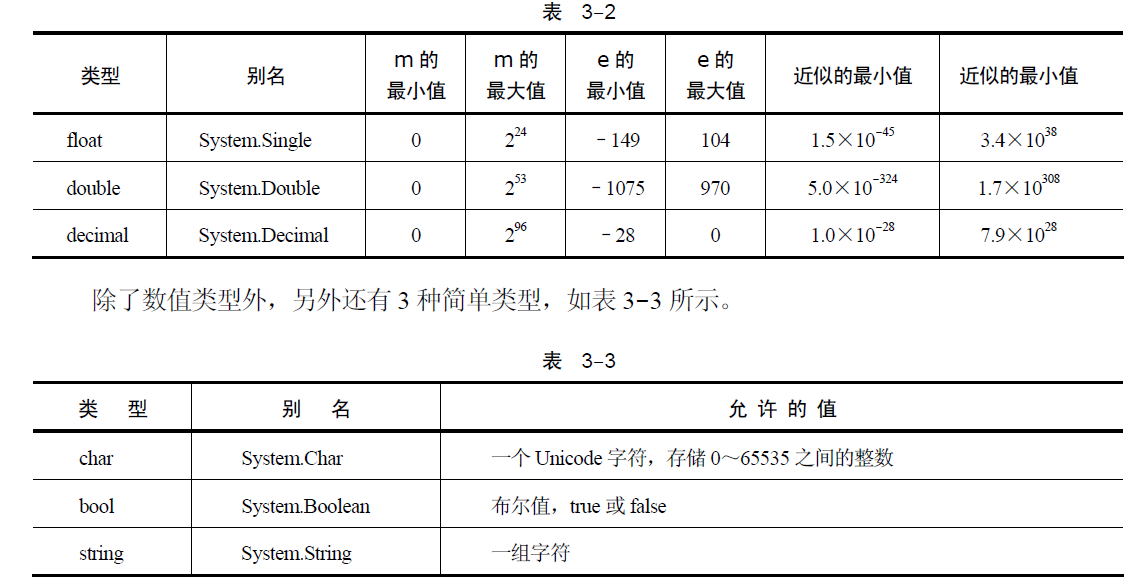 表 3-2
类型 别名 m 的最小值 m 的最大值 e 的最小值 e 的最大值 近似的最小值 近似的最小值
float System.Single 0 2^24 -149 104 1.5×10^-45 3.4×10^38
double System.Double 0 2^53 -1075 970 5.0×10^-324 1.7×10^308
decimal System.Decimal 0 2^96 -28 0 1.0×10^-28 7.9×10^28
除了数值类型外，另外还有 3 种简单类型，如表 3-3 所示。
表 3-3
类 型 别 名 允 许 的 值
char System.Char 一个 Unicode 字符，存储 0～65535 之间的整数
bool System.Boolean 布尔值，true 或 false
string System.String 一组字符